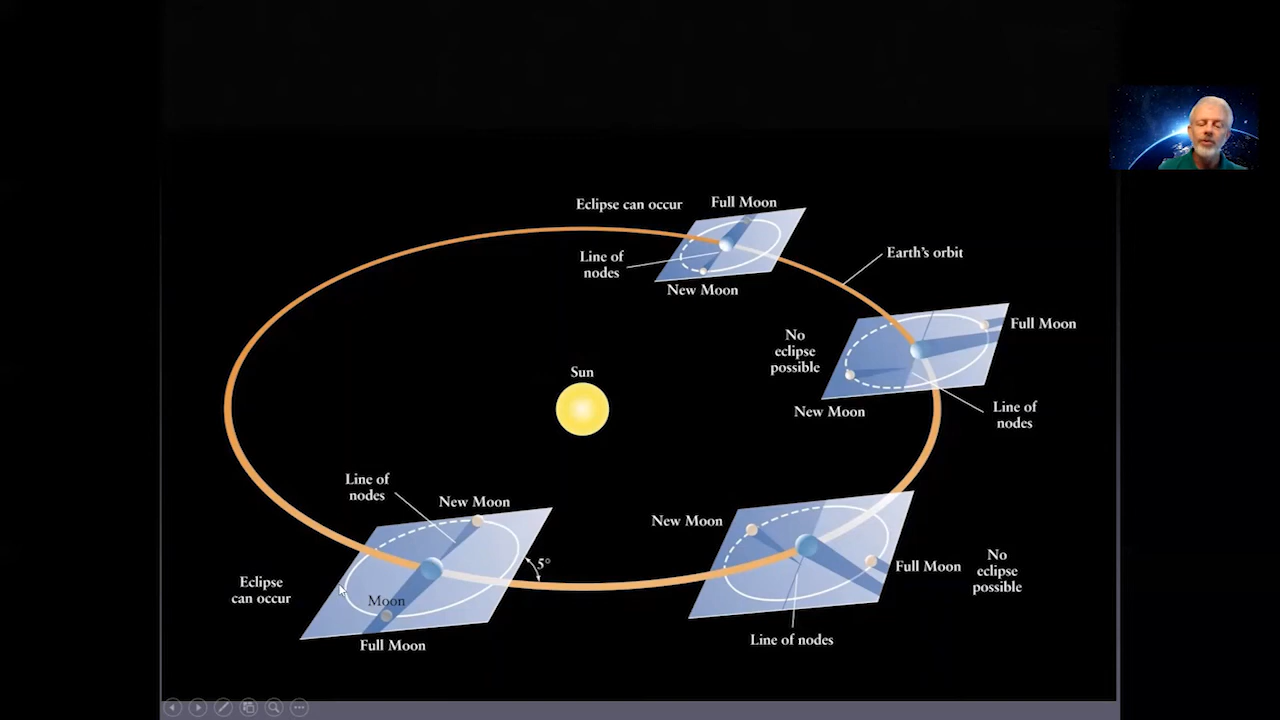 Eclipse can occur
Full Moon
Line of
nodes
New Moon
Earth's orbit
No
eclipse
possible
Full Moon
New Moon
Line of
nodes
Sun
Line of
nodes
New Moon
5°
Eclipse
can occur
Moon
Full Moon
New Moon
Full Moon
No
eclipse
possible
Line of nodes